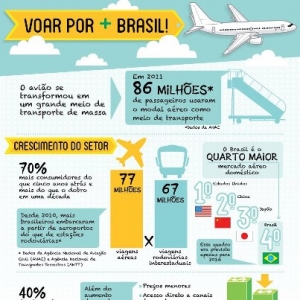 VOAR POR + BRASIL!
O avião se
transformou em
um grande meio de
transporte de massa
Em 2011
86 MILHÕES*
de passageiros usaram
o modal aéreo como
meio de transporte
*Dados da ANAC
CRESCIMENTO DO SETOR
70%
mais consumidores do
que cinco anos atrás e
mais do que o dobro
em uma década
Desde 2010, mais
brasileiros embarcaram
a partir de aeroportos
do que de estações
rodoviárias*
* Dados da Agência Nacional de Aviação
Civil (ANAC) e Agência Nacional de
Transportes Terrestres (ANTT)
77
MILHÕES
viagens
aéreas
X
67
MILHÕES
viagens
rodoviárias
interestaduais
O Brasil é o
QUARTO MAIOR
mercado aéreo
doméstico
1º
Estados Unidos
2º
China
3º
Japão
4º
Brasil
Esse quadro era
previsto
apenas para
2014
40%
Além do
aumento
• Preços menores
• Acesso direto a canais